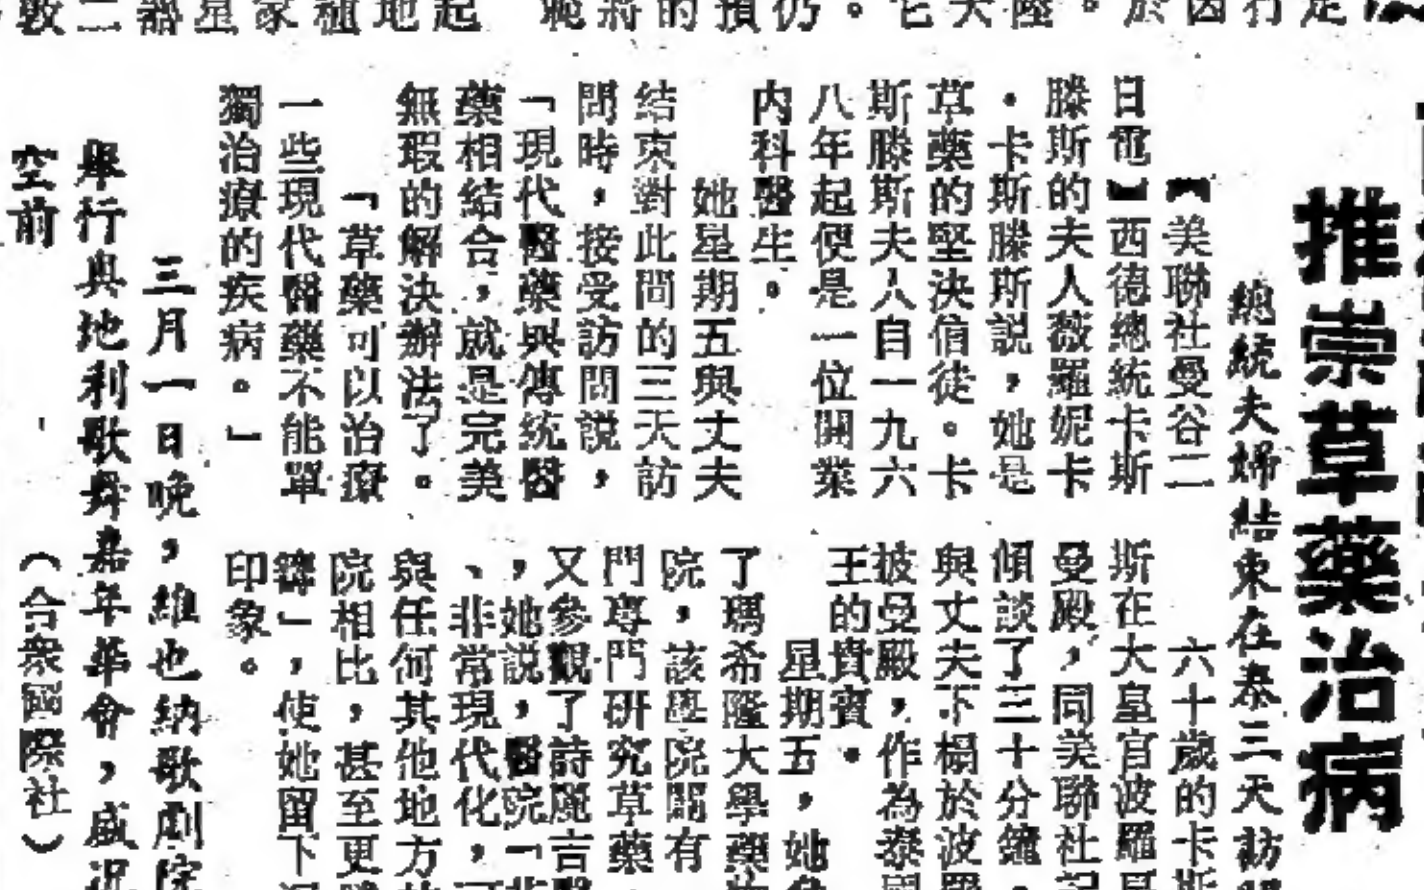 推崇草藥治病
總統夫婦結束在泰三天訪
【美聯社曼谷二
日電】西德總統卡斯
滕斯的夫人薇羅妮卡
・卡斯滕斯説，她是
草藥的堅決信徒。卡
斯滕斯夫人自一九六
八年起便是一位開業
内科醫生。
她星期五與丈夫
結束對此間的三天訪
問時，接受訪問説，
「現代醫藥與傳統醫
藥相結合，就是完美
無瑕的解決辦法了。
「草藥可以治療
一些現代醫藥不能單
獨治療的疾病。」
六十歲的卡斯
斯在大皇宮波羅
曼殿，同美聯社記
傾談了三十分鐘。
與丈夫下榻於波羅
披曼殿，作為泰國
王的貴賓。
星期五，她參
了瑪希隆大學藥
院，該學院關有
門專門研究草藥
又參觀了詩麗吉醫
，她説，醫院「非
、非常現代化，可
與任何其他地方
院相比，甚至更
」，使她留下深
印象。
三月一日晚，維也納歌劇院
舉行奥地利歌舞嘉年華會，盛況
空前
（合衆國際社）